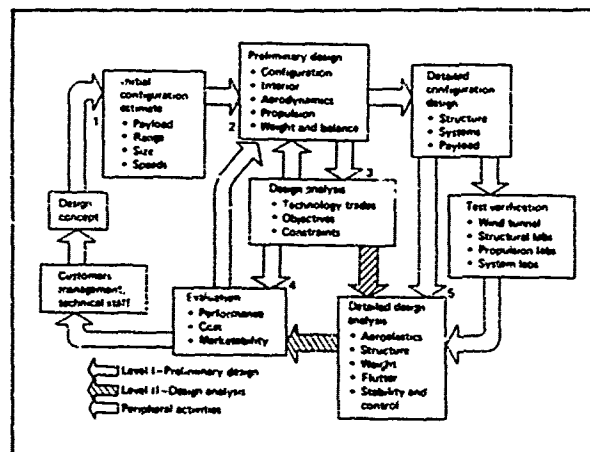 Initial
configuration
estimate
• Payload
• Range
• Size
• Speeds
1
Preliminary design
• Configuration
• Interior
• Aerodynamics
• Propulsion
• Weight and balance
2
Detailed
configuration
design
• Structure
• Systems
• Payload
3
Design analysis
• Technology trades
• Objectives
• Constraints
Design
concept
Test verification
• Wind tunnel
• Structural labs
• Propulsion labs
• System labs
Customers
management,
technical staff
4
Evaluation
• Performance
• Cost
• Marketability
5
Detailed design
analysis
• Aeroelastics
• Structure
• Weight
• Flutter
• Stability and
control
Level I-Preliminary design
Level II-Design analysis
Peripheral activities